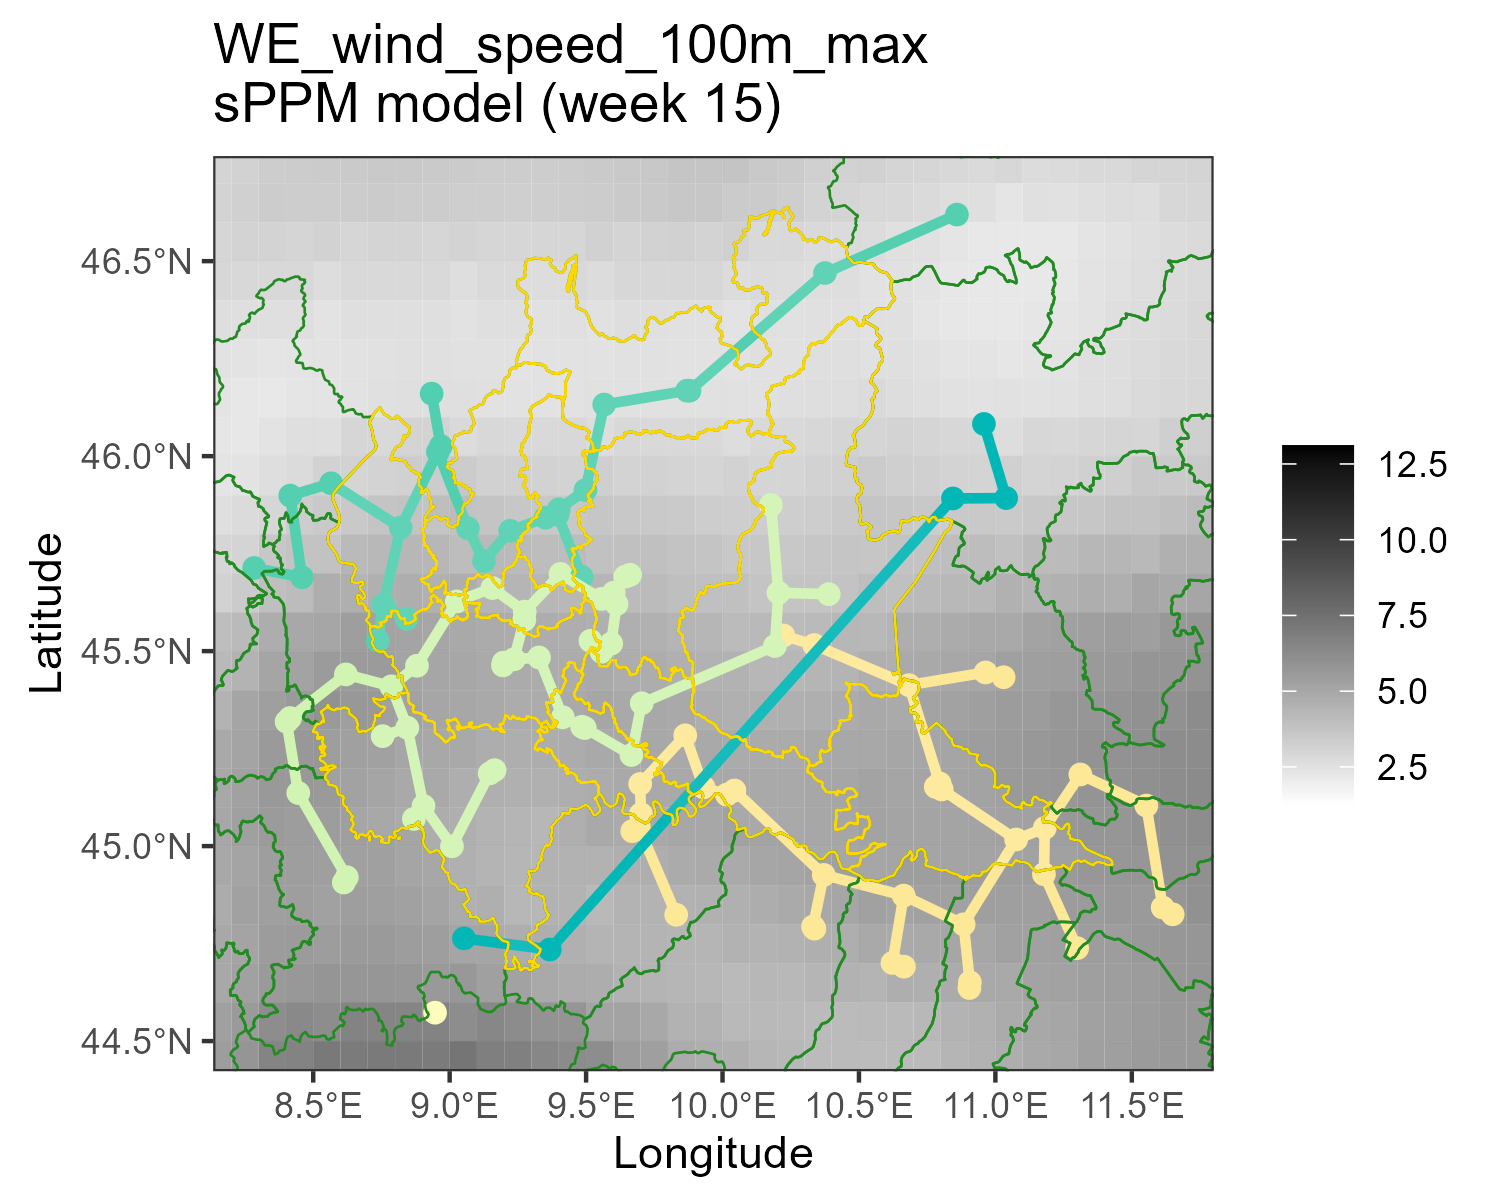 WE_wind_speed_100m_max
sPPM model (week 15)
46.5°N
46.0°N
45.5°N
45.0°N
44.5°N
Latitude
8.5°E 9.0°E 9.5°E 10.0°E 10.5°E 11.0°E 11.5°E
Longitude
12.5
10.0
7.5
5.0
2.5